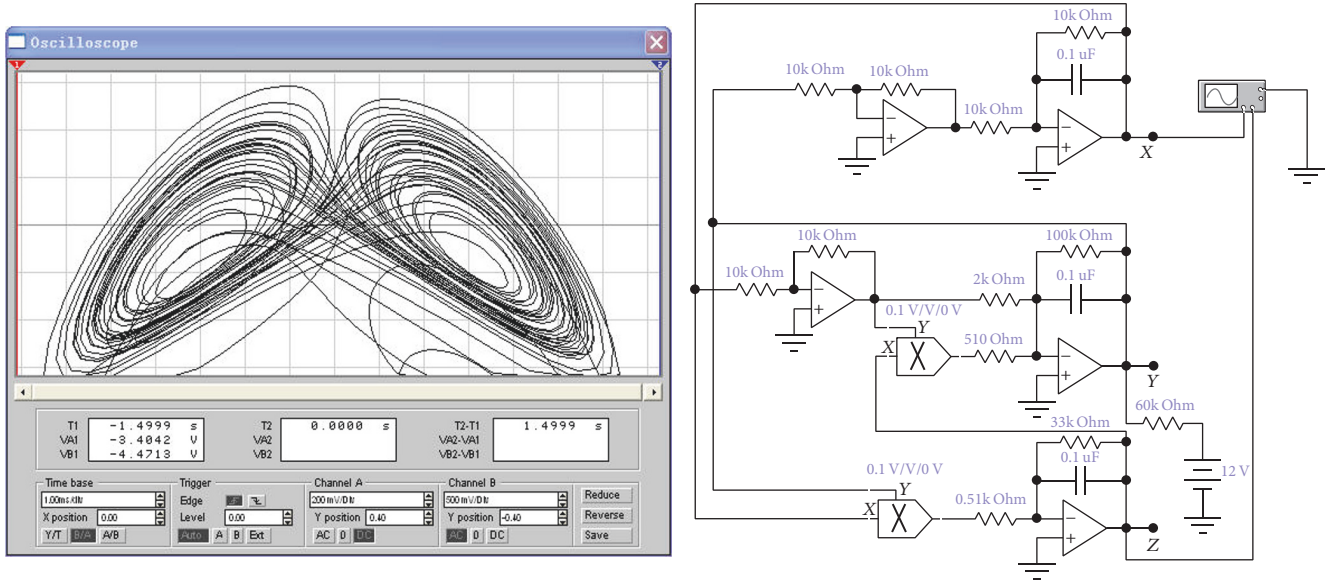 Oscilloscope
1
2
T1 -1.4999 s
VA1 -3.4042 V
VB1 -4.4713 V
T2 0.0000 s
VA2
VB2
T2-T1 1.4999 s
VA2-VA1
VB2-VB1
Time base
1.00ms/div
X position 0.00
Y/T B/A A/B
Trigger
Edge
Level 0.00
Auto A B Ext
Channel A
200 mV/Div
Y position 0.40
AC 0 DC
Channel B
500 mV/Div
Y position -0.40
AC 0 DC
Reduce
Reverse
Save
10k Ohm
0.1 uF
10k Ohm
10k Ohm
10k Ohm
X
10k Ohm
100k Ohm
10k Ohm
2k Ohm
0.1 uF
0.1 V/V/0 V
Y
X
X
510 Ohm
Y
60k Ohm
33k Ohm
0.1 uF
12 V
0.1 V/V/0 V
Y
X
X
0.51k Ohm
Z